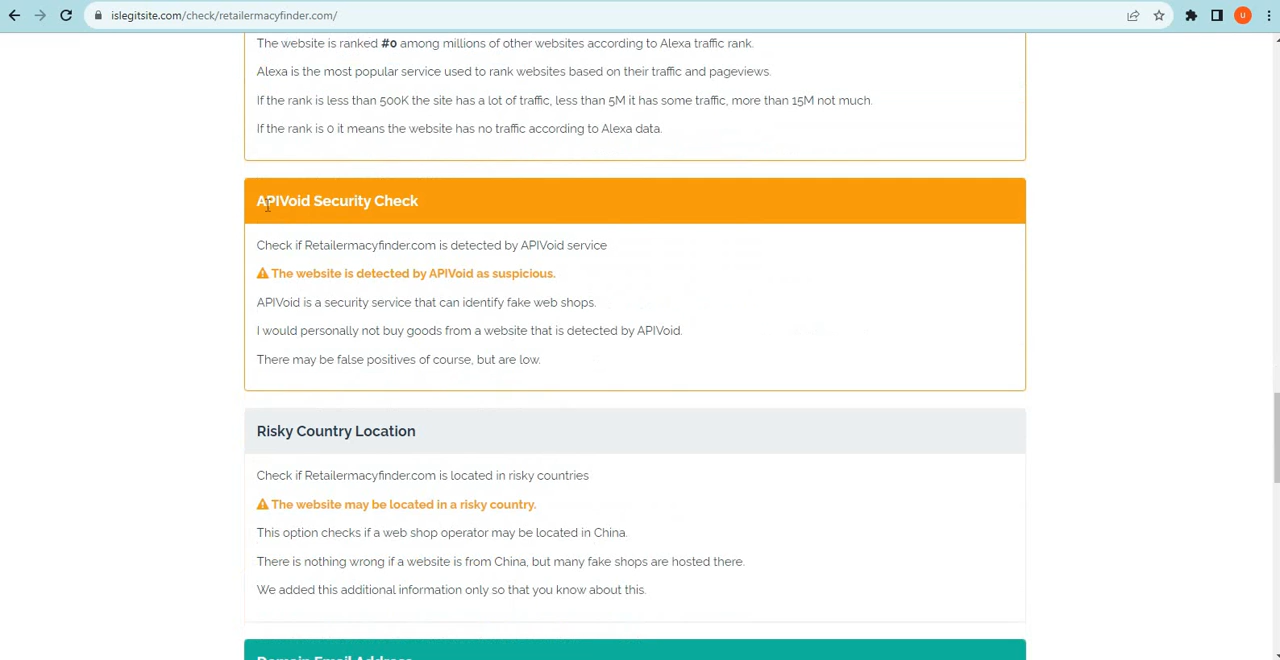 islegitsite.com/check/retailermacyfinder.com/
U
The website is ranked #0 among millions of other websites according to Alexa traffic rank.
Alexa is the most popular service used to rank websites based on their traffic and pageviews.
If the rank is less than 500K the site has a lot of traffic, less than 5M it has some traffic, more than 15M not much.
If the rank is 0 it means the website has no traffic according to Alexa data.
APIVoid Security Check
Check if Retailermacyfinder.com is detected by APIVoid service
The website is detected by APIVoid as suspicious.
APIVoid is a security service that can identify fake web shops.
I would personally not buy goods from a website that is detected by APIVoid.
There may be false positives of course, but are low.
Risky Country Location
Check if Retailermacyfinder.com is located in risky countries
The website may be located in a risky country.
This option checks if a web shop operator may be located in China.
There is nothing wrong if a website is from China, but many fake shops are hosted there.
We added this additional information only so that you know about this.
Domain Email Address